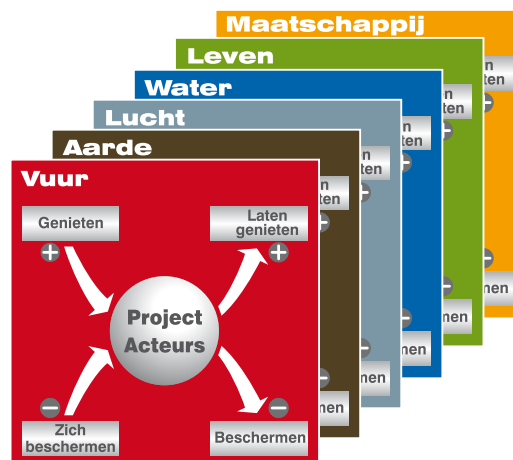 Maatschappij
Leven
Water
Lucht
Aarde
Vuur
Genieten
Laten
genieten
+
+
Project
Acteurs
−
−
Zich
beschermen
Beschermen